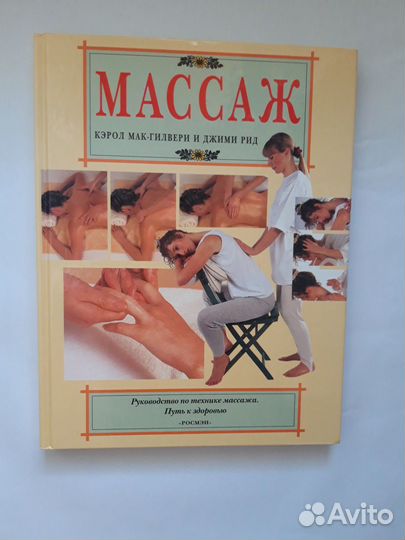 МАССАЖ
КЭРОЛ МАК-ГИЛВЕРИ И ДЖИМИ РИД
Руководство по технике массажа.
Путь к здоровью
«РОСМЭН»
Avito